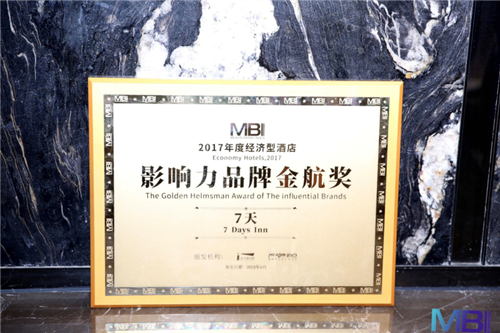 MBI
MBI
2017年度经济型酒店
Economy Hotels,2017
影响力品牌金航奖
The Golden Helmsman Award of The influential Brands
7天
7 Days Inn
颁发机构：
MBI